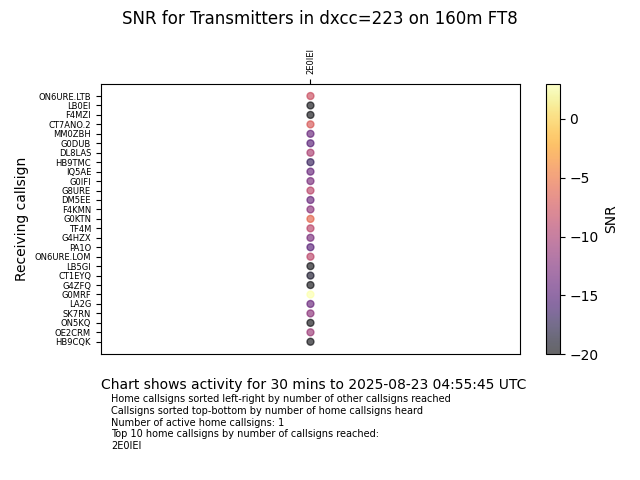 SNR for Transmitters in dxcc=223 on 160m FT8
2E0IEI
ON6URE.LTB
LB0EI
F4MZI
CT7ANO.2
MM0ZBH
G0DUB
DL8LAS
HB9TMC
IQ5AE
G0IFI
G8URE
DM5EE
F4KMN
G0KTN
TF4M
G4HZX
PA1O
ON6URE.LOM
LB5GI
CT1EYQ
G4ZFQ
G0MRF
LA2G
SK7RN
ON5KQ
OE2CRM
HB9CQK
Receiving callsign
0
−5
−10
−15
−20
SNR
Chart shows activity for 30 mins to 2025-08-23 04:55:45 UTC
Home callsigns sorted left-right by number of other callsigns reached
Callsigns sorted top-bottom by number of home callsigns heard
Number of active home callsigns: 1
Top 10 home callsigns by number of callsigns reached:
2E0IEI